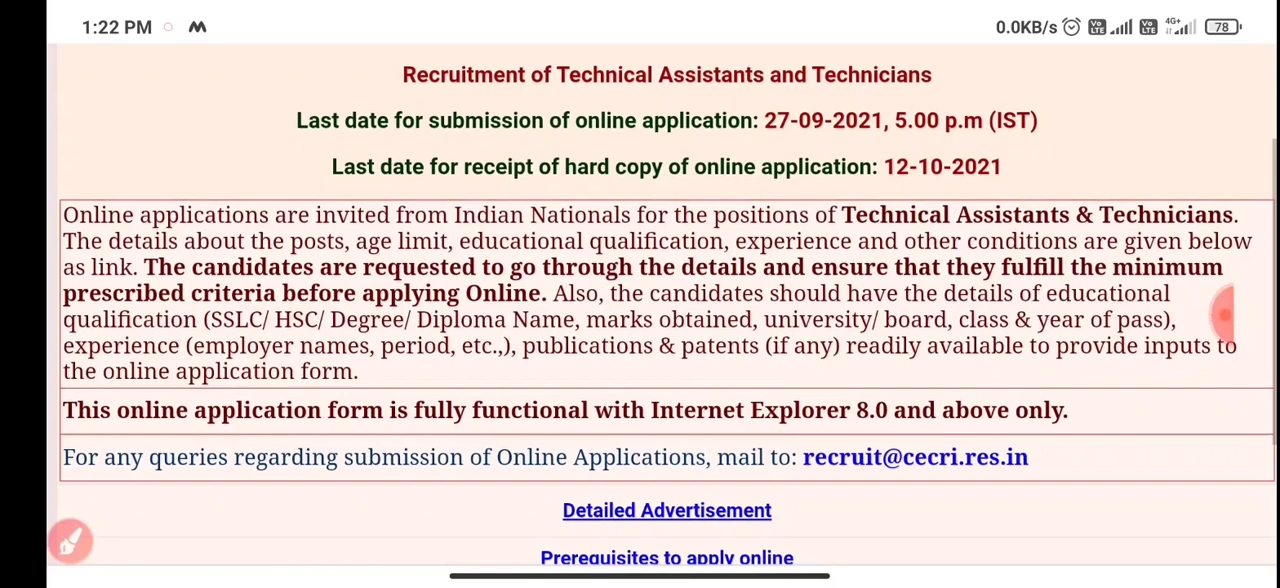 1:22 PM
0.0KB/s Vo LTE Vo LTE 4G+ 78
Recruitment of Technical Assistants and Technicians
Last date for submission of online application: 27-09-2021, 5.00 p.m (IST)
Last date for receipt of hard copy of online application: 12-10-2021
Online applications are invited from Indian Nationals for the positions of Technical Assistants & Technicians.
The details about the posts, age limit, educational qualification, experience and other conditions are given below
as link. The candidates are requested to go through the details and ensure that they fulfill the minimum
prescribed criteria before applying Online. Also, the candidates should have the details of educational
qualification (SSLC/ HSC/ Degree/ Diploma Name, marks obtained, university/ board, class & year of pass),
experience (employer names, period, etc.,), publications & patents (if any) readily available to provide inputs to
the online application form.
This online application form is fully functional with Internet Explorer 8.0 and above only.
For any queries regarding submission of Online Applications, mail to: recruit@cecri.res.in
Detailed Advertisement
Prerequisites to apply online